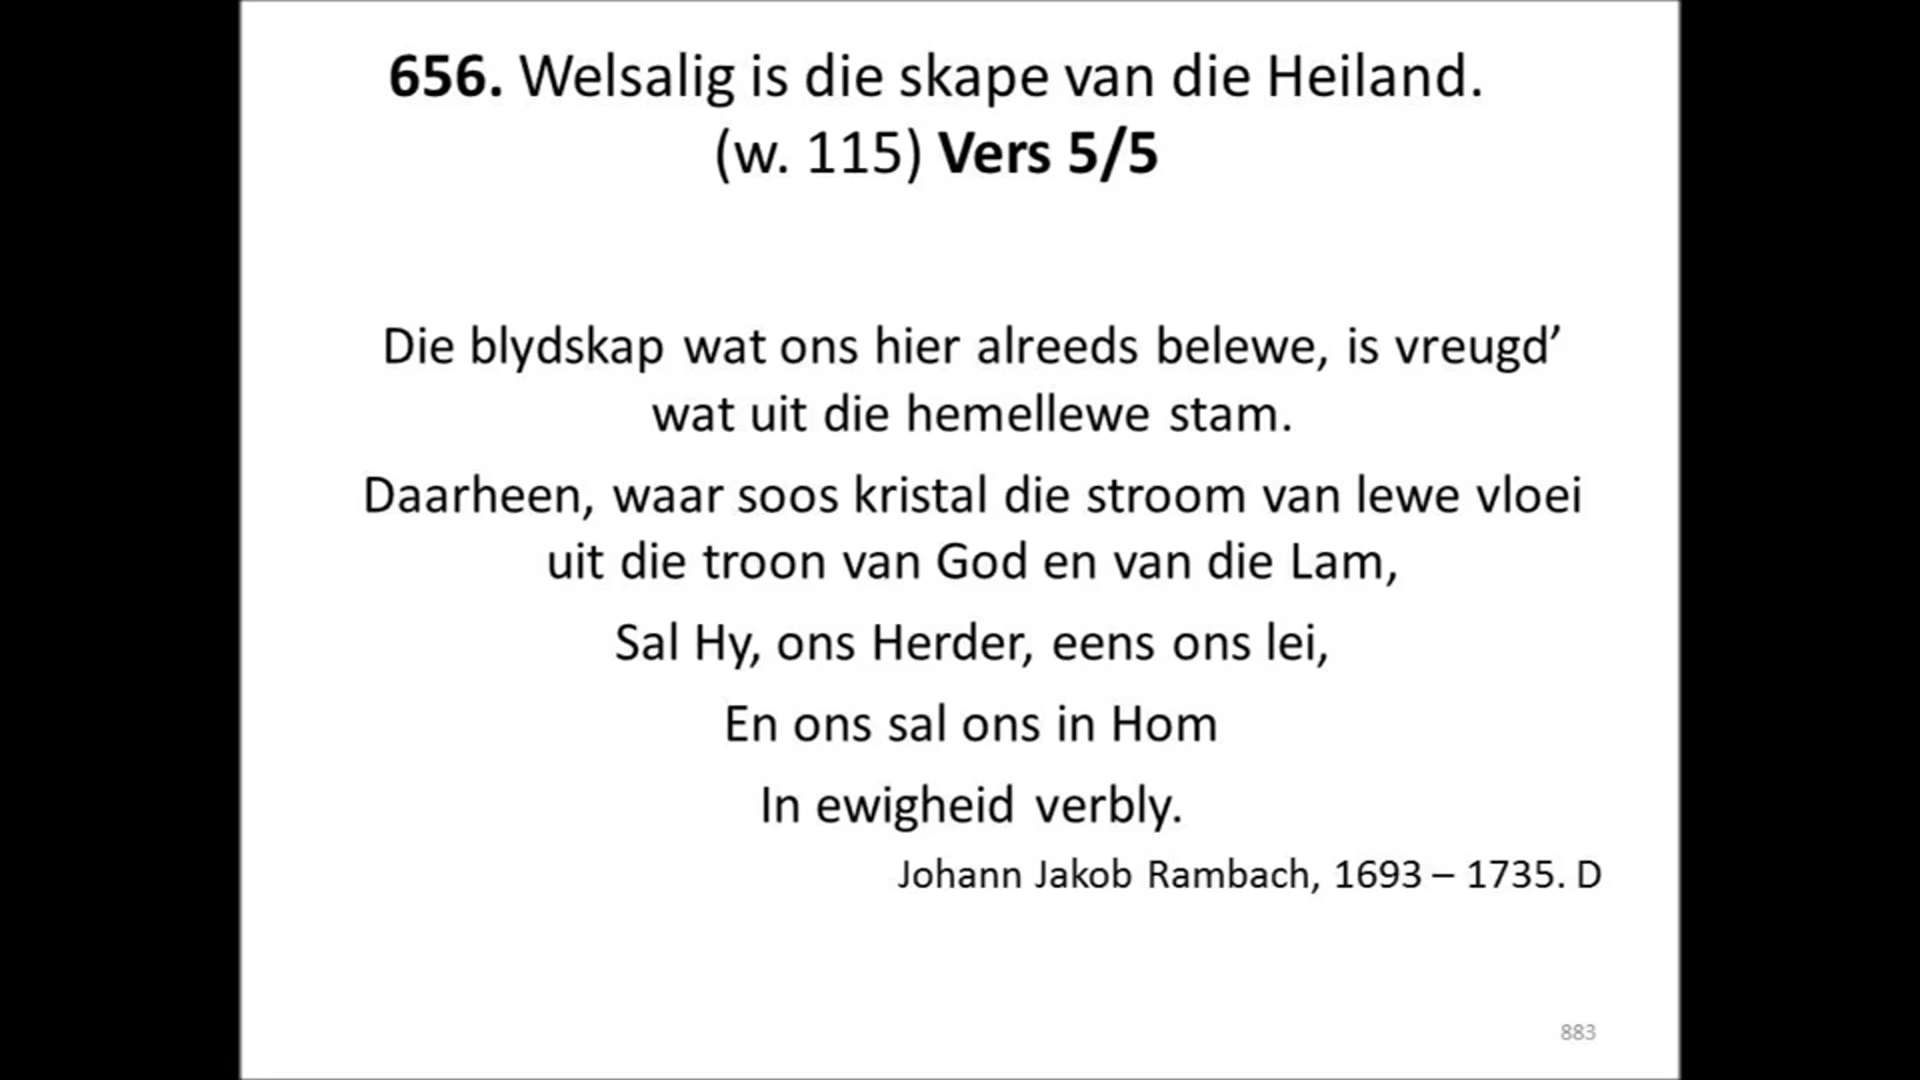 656. Welsalig is die skape van die Heiland.
(w. 115) Vers 5/5
Die blydskap wat ons hier alreeds belewe, is vreugd’
wat uit die hemellewe stam.
Daarheen, waar soos kristal die stroom van lewe vloei
uit die troon van God en van die Lam,
Sal Hy, ons Herder, eens ons lei,
En ons sal ons in Hom
In ewigheid verbly.
Johann Jakob Rambach, 1693 – 1735. D
883